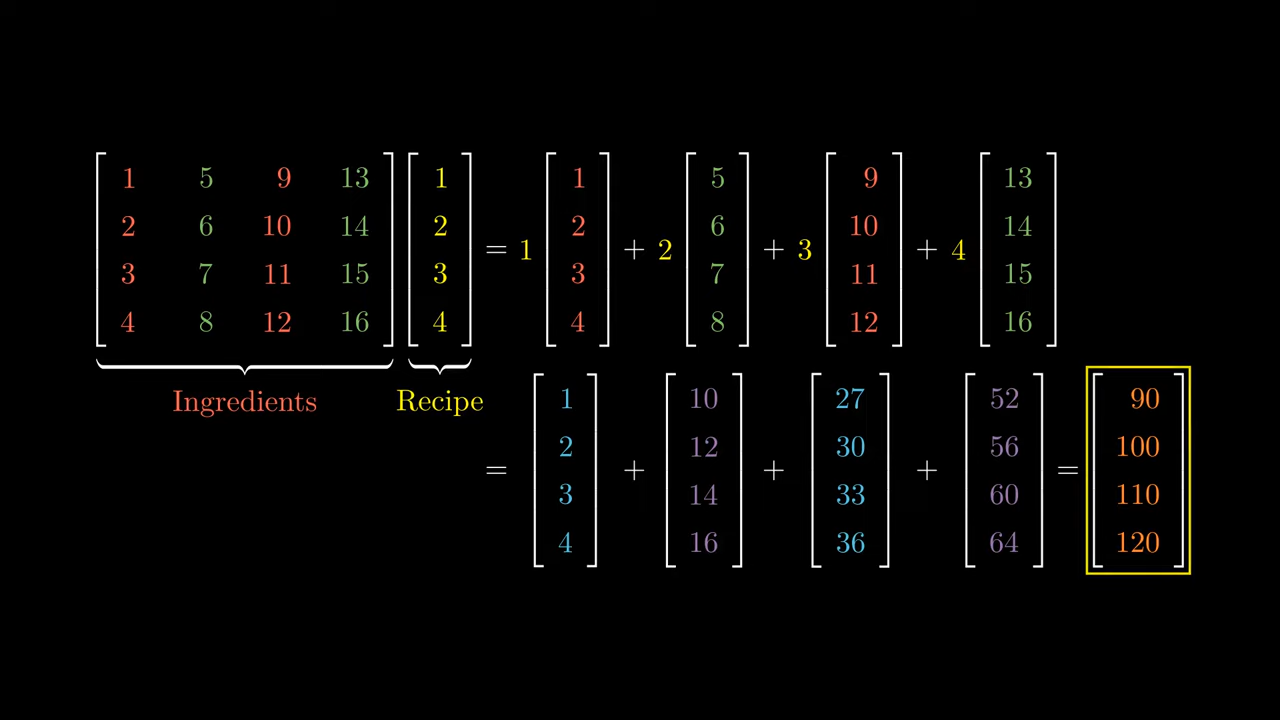 1 5 9 13 1 1 5 9 13
2 6 10 14 2 2 6 10 14
= 1 + 2 + 3 + 4
3 7 11 15 3 3 7 11 15
4 8 12 16 4 4 8 12 16
Ingredients Recipe
1 10 27 52 90
2 12 30 56 100
= + + + =
3 14 33 60 110
4 16 36 64 120